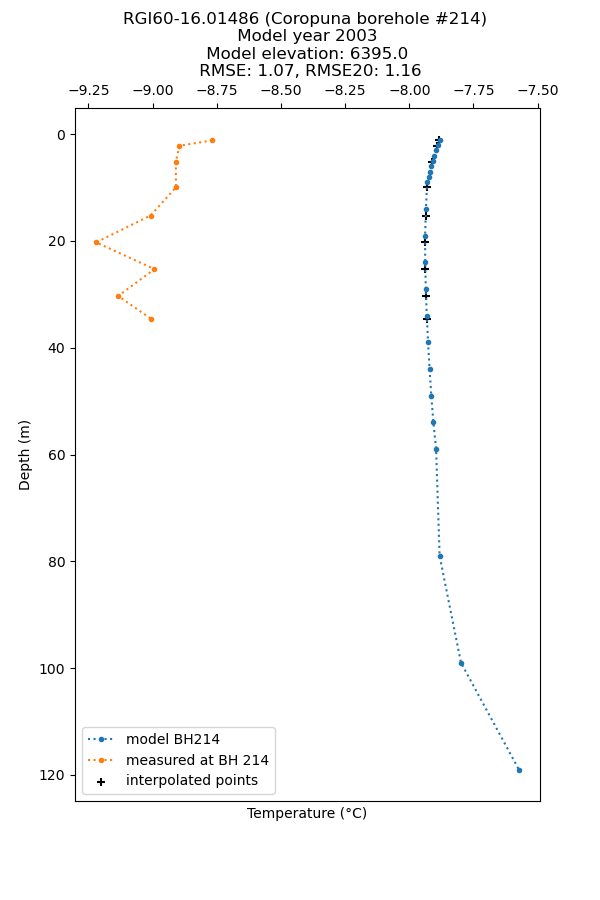 RGI60-16.01486 (Coropuna borehole #214)
Model year 2003
Model elevation: 6395.0
RMSE: 1.07, RMSE20: 1.16
−9.25 −9.00 −8.75 −8.50 −8.25 −8.00 −7.75 −7.50
0
20
40
60
80
100
120
Depth (m)
model BH214
measured at BH 214
interpolated points
Temperature (°C)